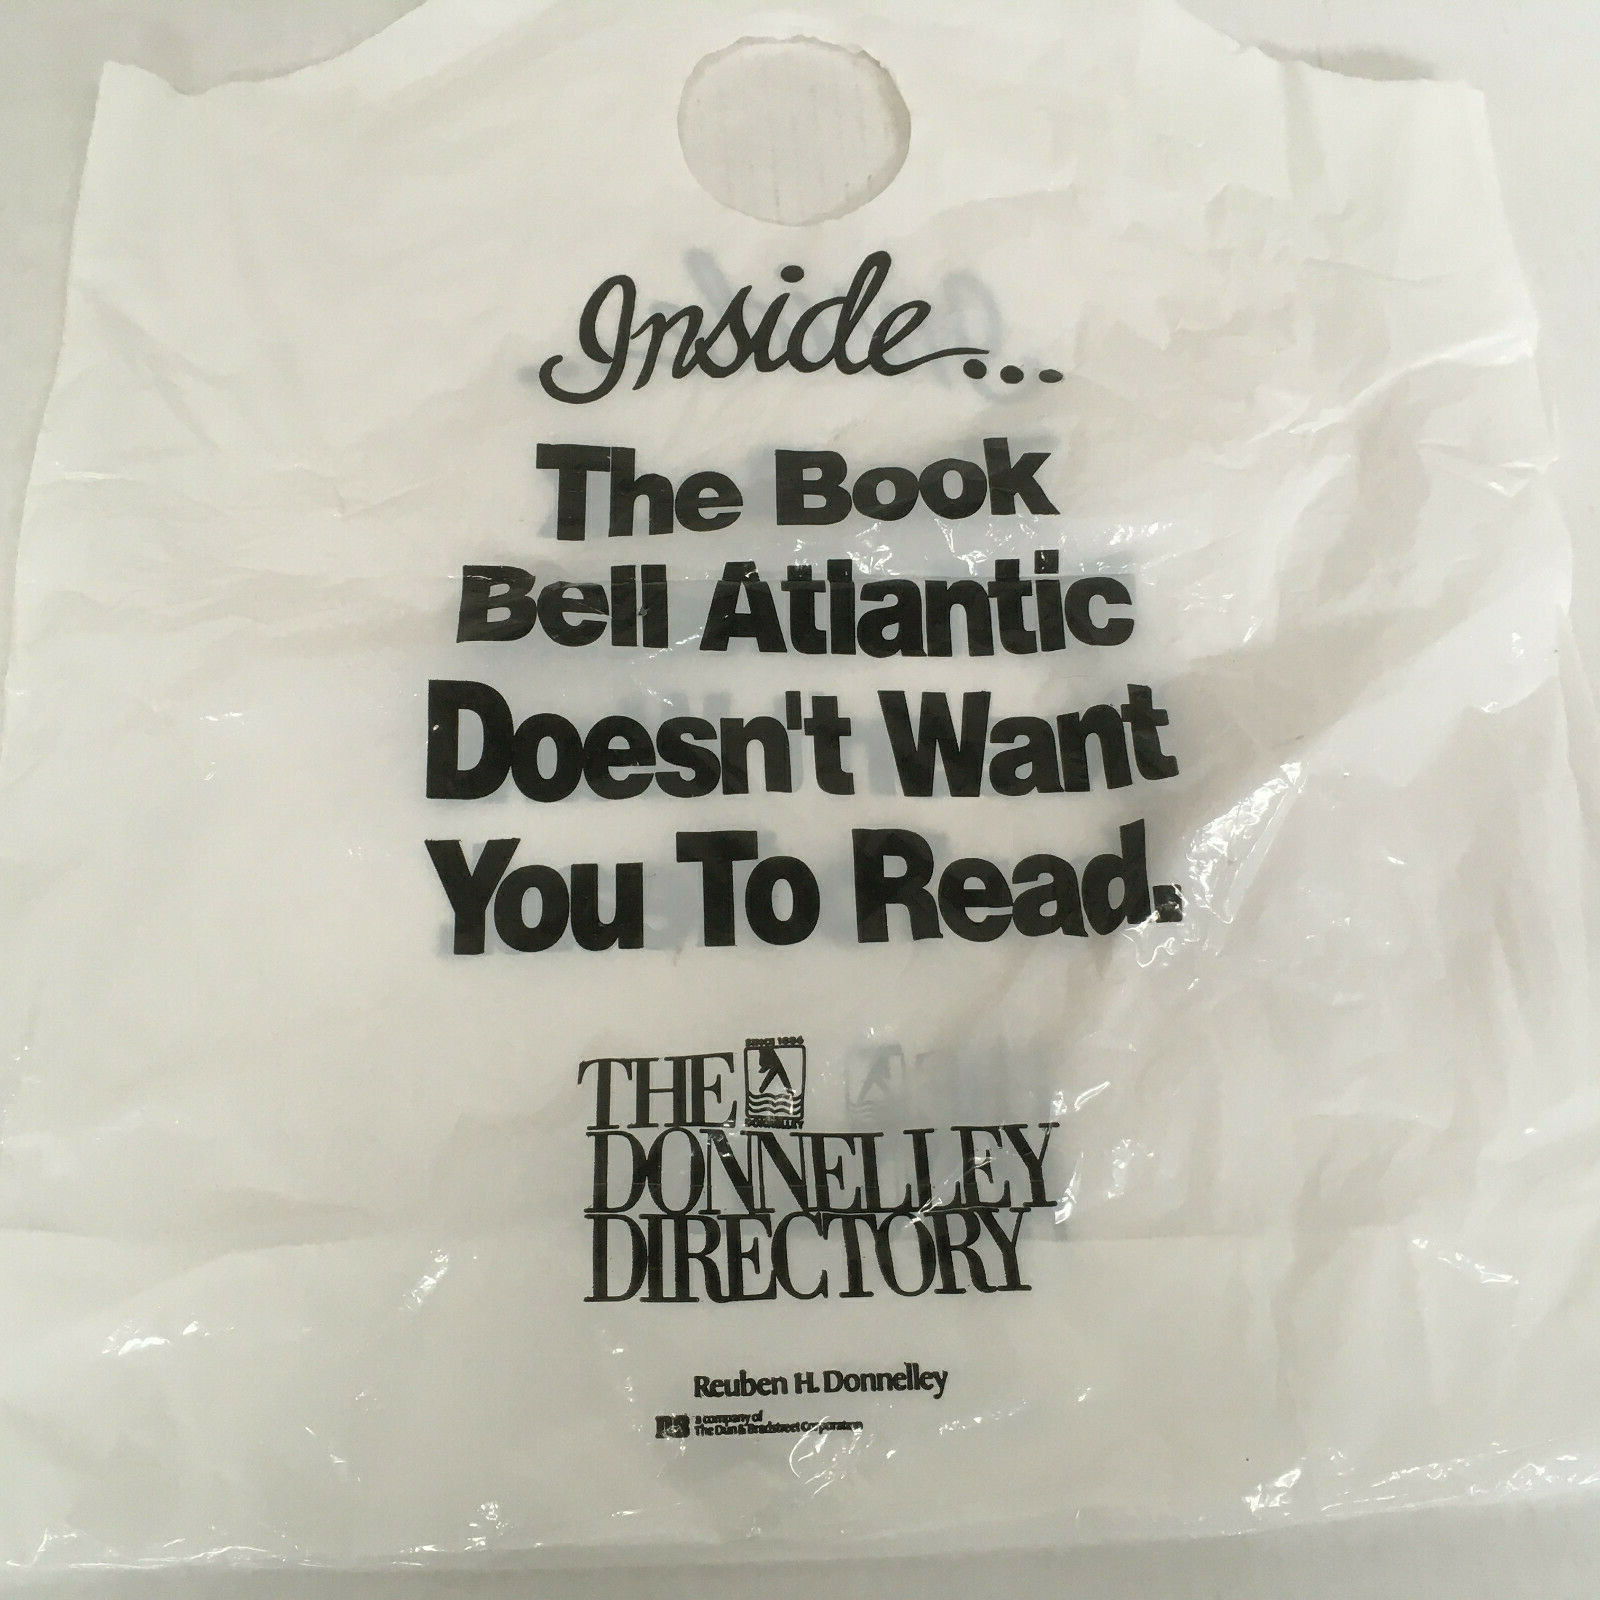 Inside...
The Book
Bell Atlantic
Doesn't Want
You To Read.
SINCE 1886
THE
DONNELLEY
DONNELLEY
DIRECTORY
Reuben H. Donnelley
a company of
The Dun & Bradstreet Corporation